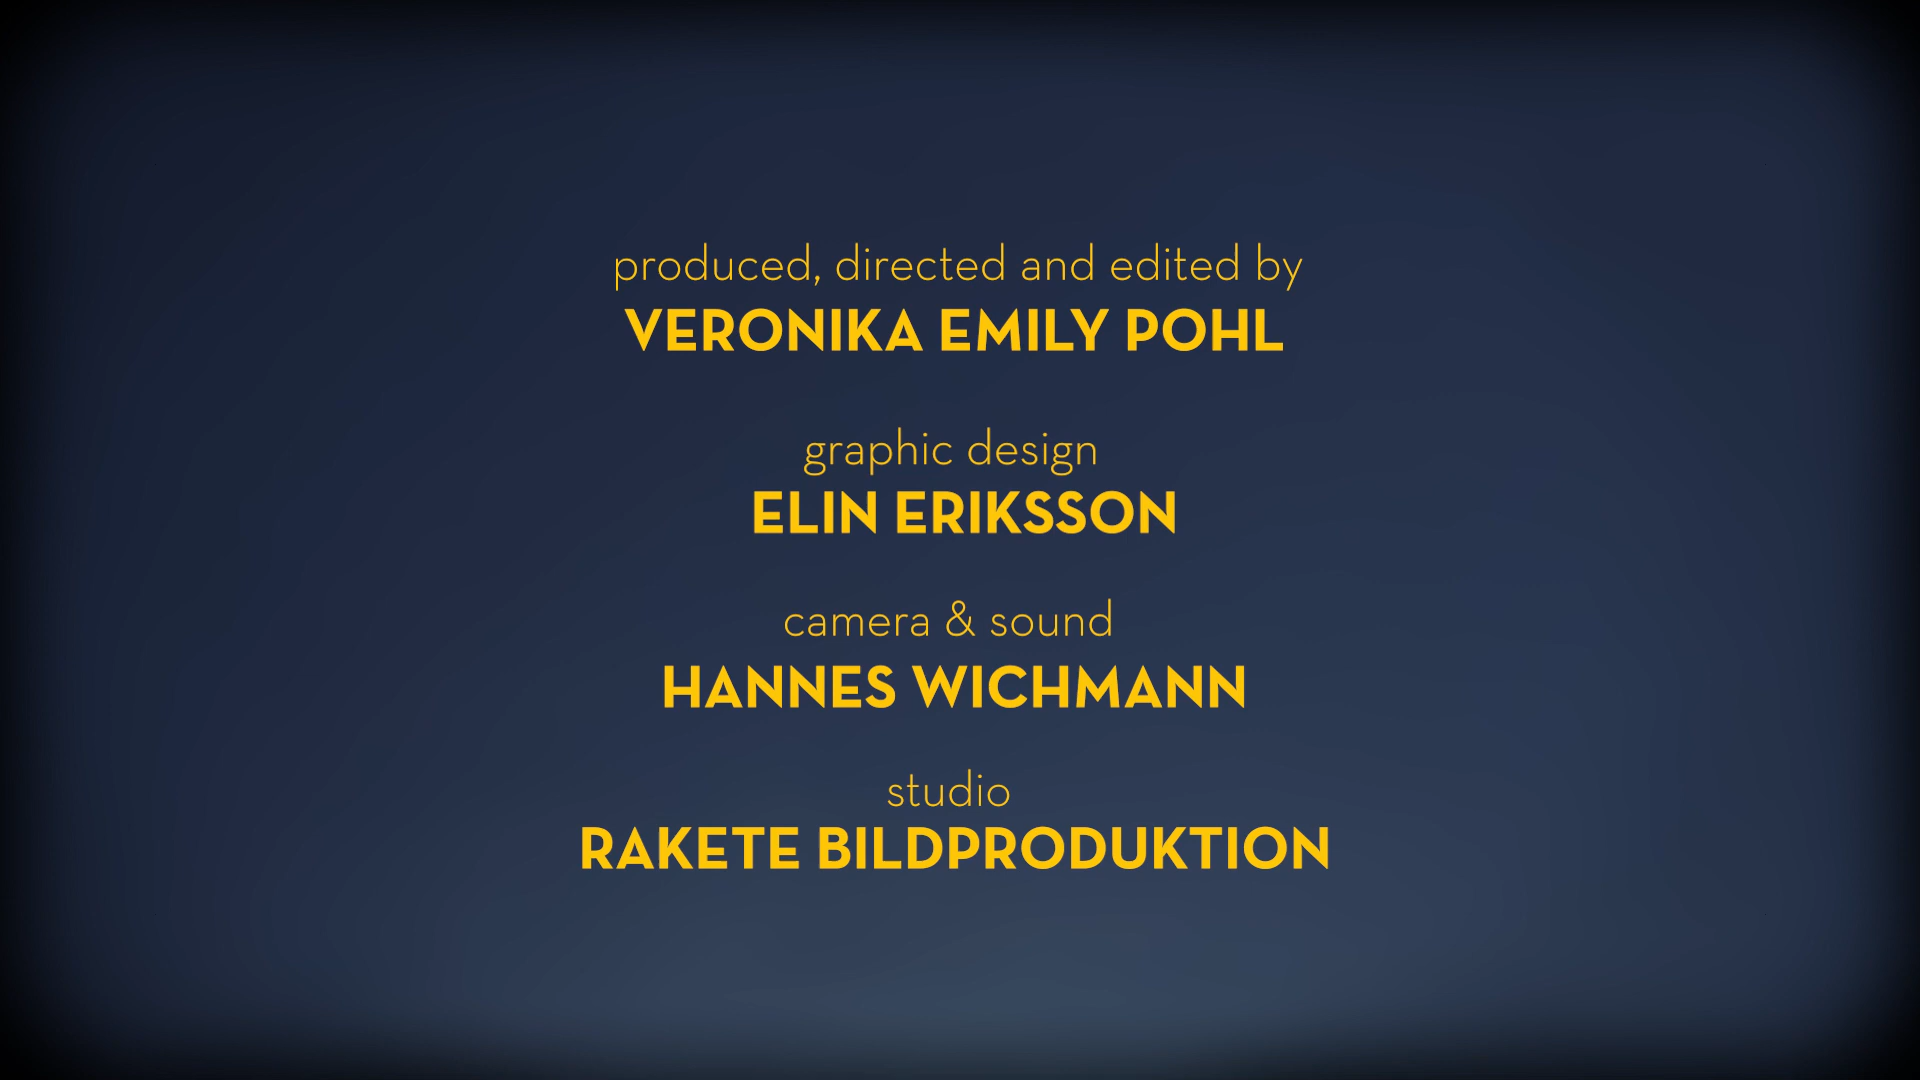 produced, directed and edited by
VERONIKA EMILY POHL
graphic design
ELIN ERIKSSON
camera & sound
HANNES WICHMANN
studio
RAKETE BILDPRODUKTION